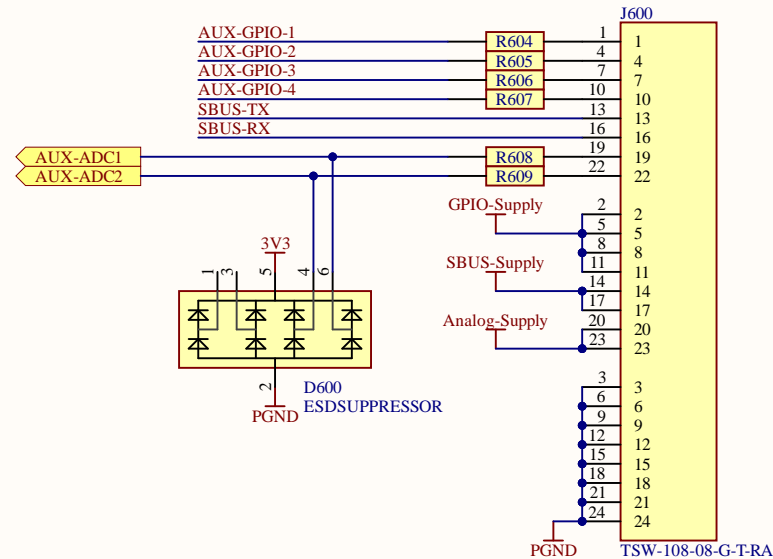 J600
AUX-GPIO-1 R604 1 1
AUX-GPIO-2 R605 4 4
AUX-GPIO-3 R606 7 7
AUX-GPIO-4 R607 10 10
SBUS-TX 13 13
SBUS-RX 16 16
AUX-ADC1 R608 19 19
AUX-ADC2 R609 22 22
GPIO-Supply 2 2
5 5
8 8
SBUS-Supply 11 11
14 14
17 17
Analog-Supply 20 20
23 23
3V3
1 3 5 4 6
2
D600
ESDSUPPRESSOR
PGND
3 3
6 6
9 9
12 12
15 15
18 18
21 21
24 24
PGND
TSW-108-08-G-T-RA